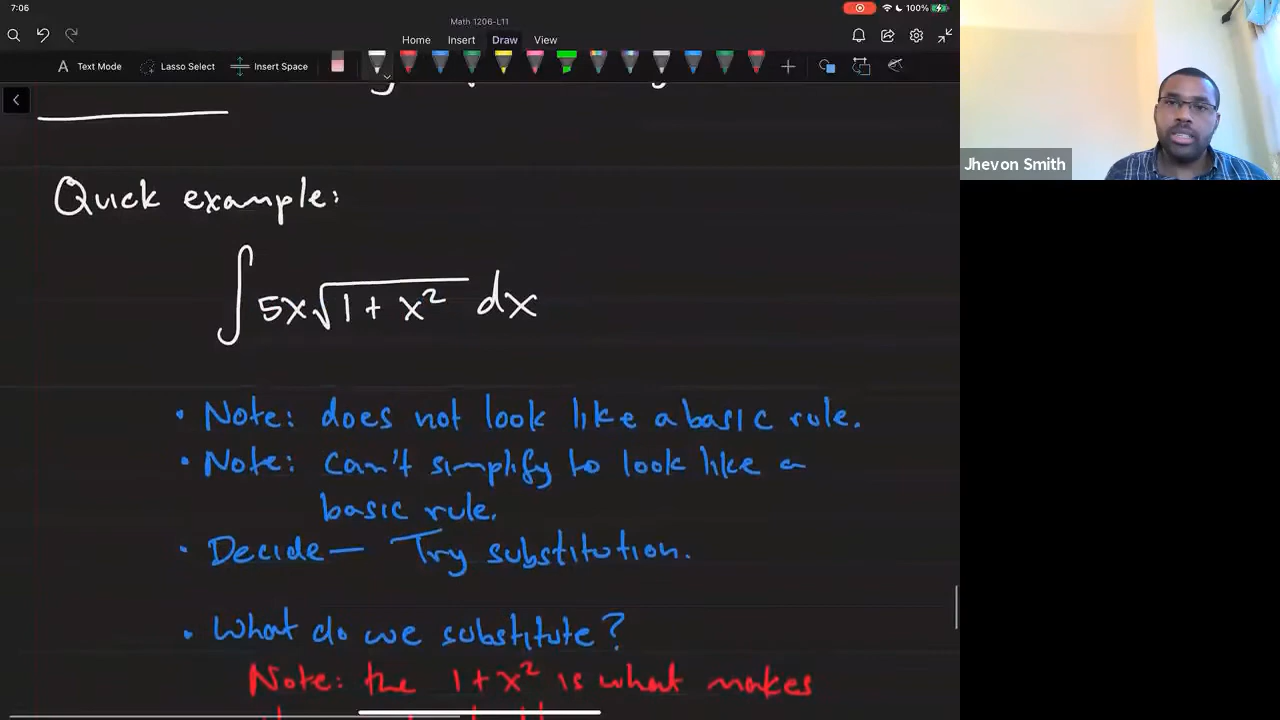 7:06
100%
Math 1206-L11
Home Insert Draw View
Text Mode Lasso Select Insert Space
Jhevon Smith
Quick example:
∫5x√(1 + x²) dx
• Note: does not look like a basic rule.
• Note: can't simplify to look like a
basic rule.
• Decide — Try substitution.
• What do we substitute?
Note: the 1 + x² is what makes